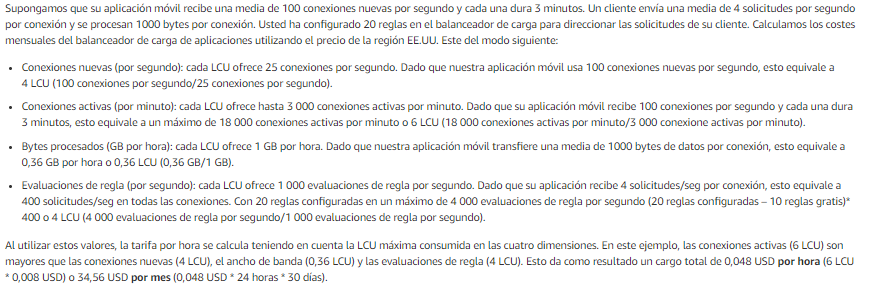 Supongamos que su aplicación móvil recibe una media de 100 conexiones nuevas por segundo y cada una dura 3 minutos. Un cliente envía una media de 4 solicitudes por segundo
por conexión y se procesan 1000 bytes por conexión. Usted ha configurado 20 reglas en el balanceador de carga para direccionar las solicitudes de su cliente. Calculamos los costes
mensuales del balanceador de carga de aplicaciones utilizando el precio de la región EE.UU. Este del modo siguiente:
• Conexiones nuevas (por segundo): cada LCU ofrece 25 conexiones por segundo. Dado que nuestra aplicación móvil usa 100 conexiones nuevas por segundo, esto equivale a
4 LCU (100 conexiones por segundo/25 conexiones por segundo).
• Conexiones activas (por minuto): cada LCU ofrece hasta 3 000 conexiones activas por minuto. Dado que su aplicación móvil recibe 100 conexiones por segundo y cada una dura
3 minutos, esto equivale a un máximo de 18 000 conexiones activas por minuto o 6 LCU (18 000 conexiones activas por minuto/3 000 conexione activas por minuto).
• Bytes procesados (GB por hora): cada LCU ofrece 1 GB por hora. Dado que nuestra aplicación móvil transfiere una media de 1000 bytes de datos por conexión, esto equivale a
0,36 GB por hora o 0,36 LCU (0,36 GB/1 GB).
• Evaluaciones de regla (por segundo): cada LCU ofrece 1 000 evaluaciones de regla por segundo. Dado que su aplicación recibe 4 solicitudes/seg por conexión, esto equivale a
400 solicitudes/seg en todas las conexiones. Con 20 reglas configuradas en un máximo de 4 000 evaluaciones de regla por segundo (20 reglas configuradas – 10 reglas gratis)*
400 o 4 LCU (4 000 evaluaciones de regla por segundo/1 000 evaluaciones de regla por segundo).
Al utilizar estos valores, la tarifa por hora se calcula teniendo en cuenta la LCU máxima consumida en las cuatro dimensiones. En este ejemplo, las conexiones activas (6 LCU) son
mayores que las conexiones nuevas (4 LCU), el ancho de banda (0,36 LCU) y las evaluaciones de regla (4 LCU). Esto da como resultado un cargo total de 0,048 USD por hora (6 LCU
* 0,008 USD) o 34,56 USD por mes (0,048 USD * 24 horas * 30 días).